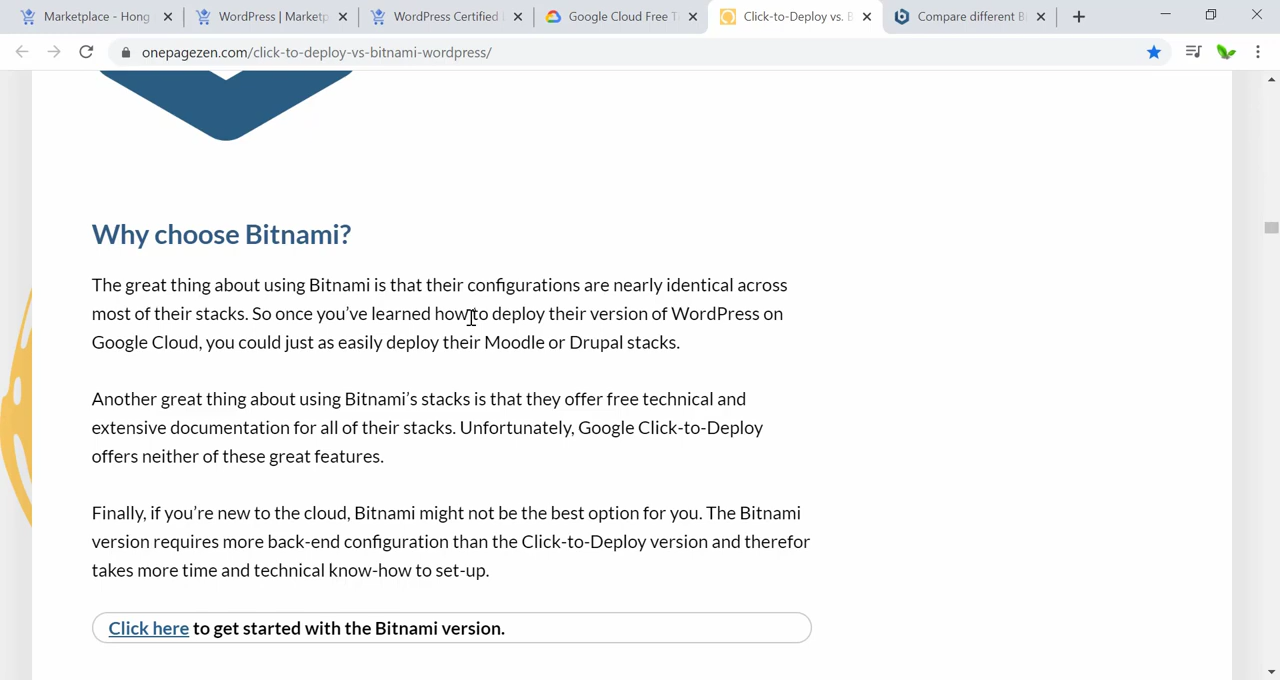 Marketplace - Hong
WordPress | Marketp
WordPress Certified
Google Cloud Free T
Click-to-Deploy vs. B
Compare different B
onepagezen.com/click-to-deploy-vs-bitnami-wordpress/
Why choose Bitnami?
The great thing about using Bitnami is that their configurations are nearly identical across
most of their stacks. So once you’ve learned how to deploy their version of WordPress on
Google Cloud, you could just as easily deploy their Moodle or Drupal stacks.
Another great thing about using Bitnami’s stacks is that they offer free technical and
extensive documentation for all of their stacks. Unfortunately, Google Click-to-Deploy
offers neither of these great features.
Finally, if you’re new to the cloud, Bitnami might not be the best option for you. The Bitnami
version requires more back-end configuration than the Click-to-Deploy version and therefor
takes more time and technical know-how to set-up.
Click here to get started with the Bitnami version.